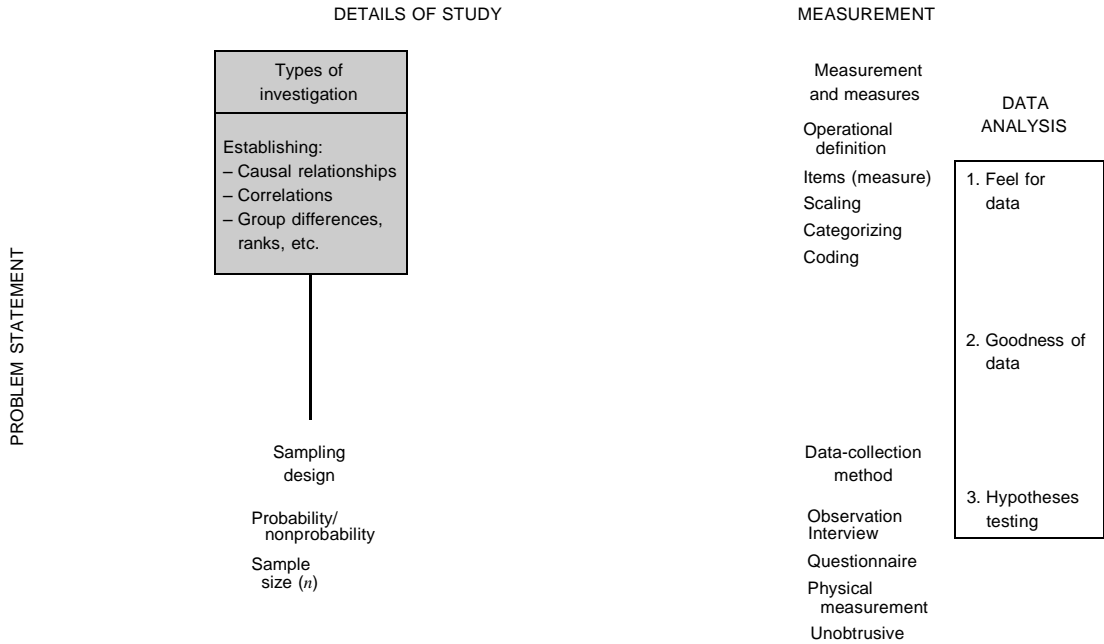 DETAILS OF STUDY
MEASUREMENT
PROBLEM STATEMENT
Types of
investigation
Establishing:
– Causal relationships
– Correlations
– Group differences,
ranks, etc.
Sampling
design
Probability/
nonprobability
Sample
size (n)
Measurement
and measures
Operational
definition
Items (measure)
Scaling
Categorizing
Coding
Data-collection
method
Observation
Interview
Questionnaire
Physical
measurement
Unobtrusive
DATA
ANALYSIS
1. Feel for
data
2. Goodness of
data
3. Hypotheses
testing